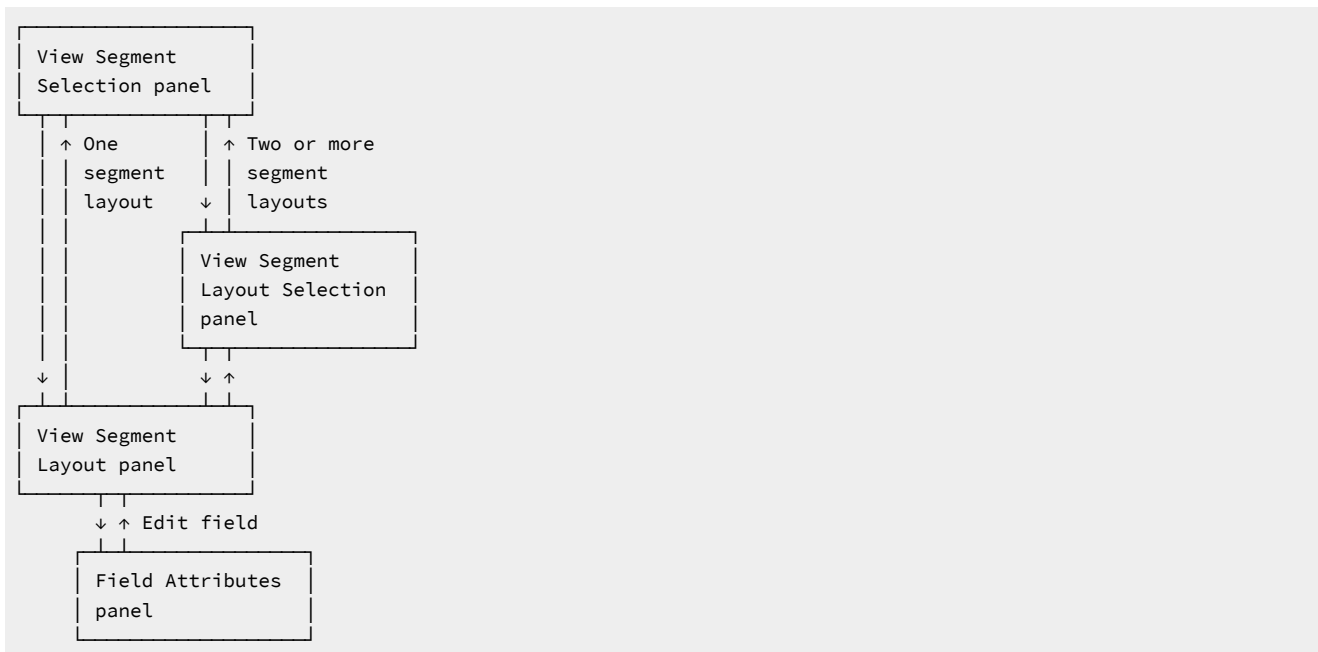 View Segment
Selection panel
↑ One ↑ Two or more
segment segment
layout ↓ layouts
View Segment
Layout Selection
panel
↓ ↓ ↑
View Segment
Layout panel
↓ ↑ Edit field
Field Attributes
panel